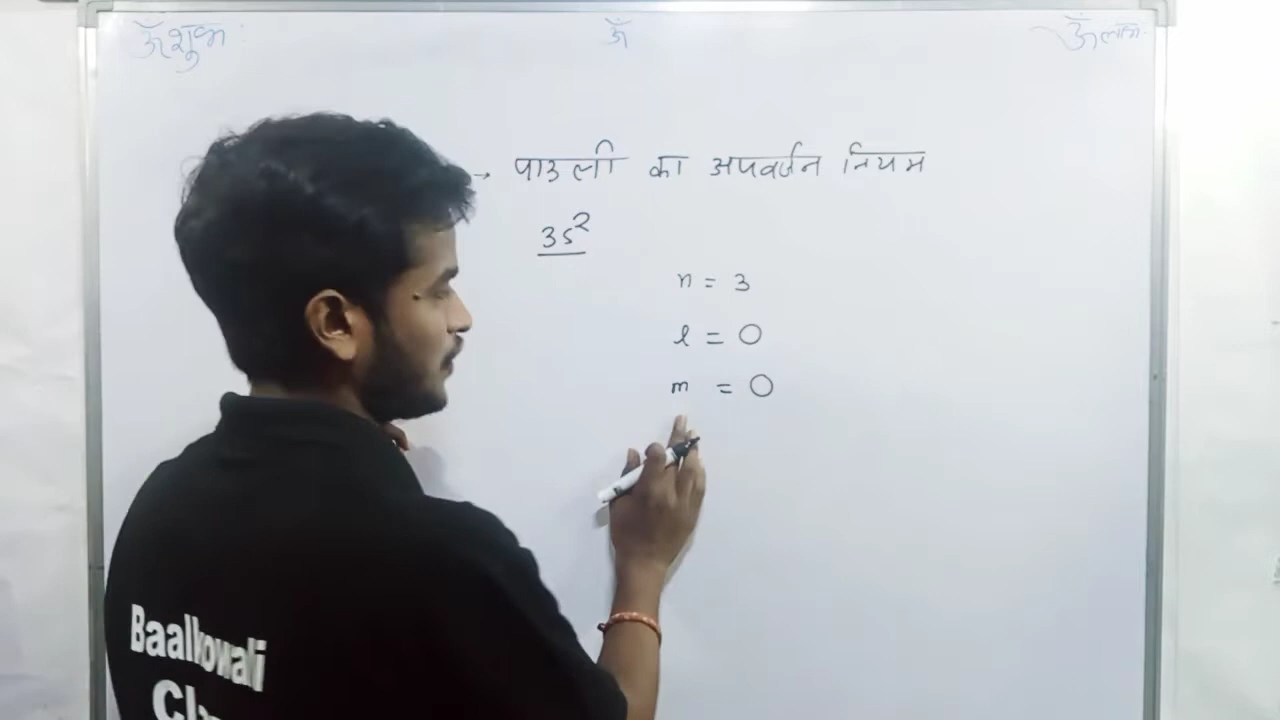 ॐ शुभ ॐ ॐ लाभ
→ पाउली का अपवर्जन नियम
3s²
n = 3
l = 0
m = 0
Baalkowali